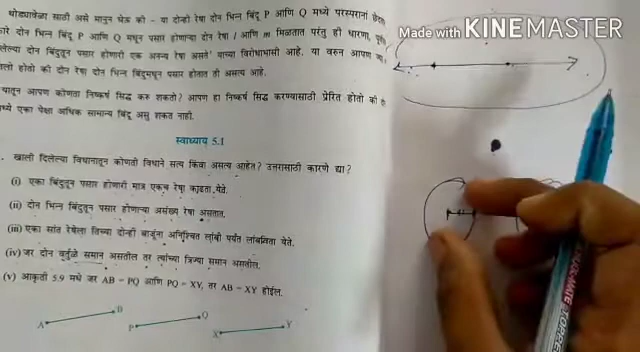 थोड्यावेळा साठी असे मानून घेऊ की - या दोन्ही रेषा दोन भिन्न बिंदू P आणि Q मध्ये परस्परांना
कारे दोन भिन्न बिंदू P आणि Q मधून पसार होणाऱ्या दोन रेषा l आणि m मिळतात परंतु ही धारणा,
दिलेल्या दोन बिंदूतून पसार होणारी एक अनन्य रेषा असते' याच्या विरोधाभासी आहे. या वरुन आपण
होतो की दोन रेषा दोन भिन्न बिंदूमधून पसार होतात ती असत्य आहे.
यातून आपण कोणता निष्कर्ष सिद्ध करु शकतो? आपण हा निष्कर्ष सिद्ध करण्यासाठी प्रेरित होतो की
मध्ये एका पेक्षा अधिक सामान्य बिंदू असु शकत नाही.
स्वाध्याय 5.1
खाली दिलेल्या विधानातून कोणती विधाने सत्य किंवा असत्य आहेत? उत्तरासाठी कारणे द्या?
(i) एका बिंदूतून पसार होणारी मात्र एकच रेषा काढता येते.
(ii) दोन भिन्न बिंदूतून पसार होणाऱ्या असंख्य रेषा असतात.
(iii) एका सांत रेषेला तिच्या दोन्ही बाजूंना अनिश्चित लांबी पर्यंत लांबविता येते.
(iv) जर दोन वर्तुळे समान असतील तर त्यांच्या त्रिज्या समान असतील.
(v) आकृती 5.9 मधे जर AB = PQ आणि PQ = XY, तर AB = XY होईल.
A B P Q X Y
Made with KINEMASTER